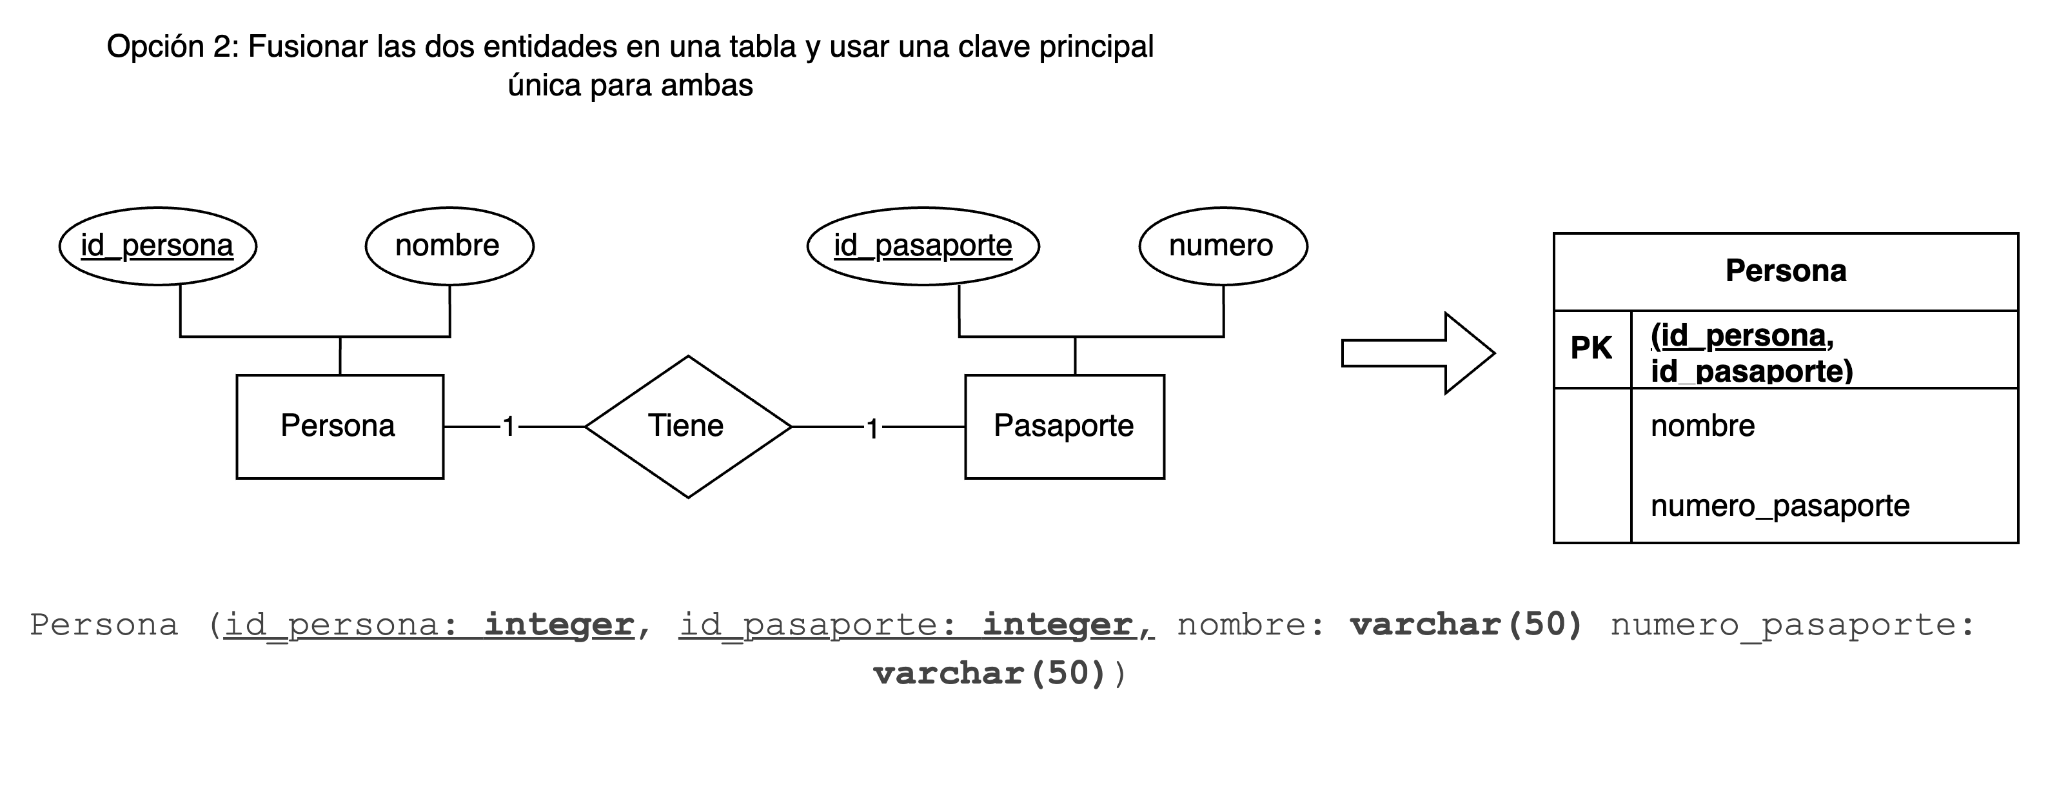 Opción 2: Fusionar las dos entidades en una tabla y usar una clave principal
única para ambas
id_persona
nombre
id_pasaporte
numero
Persona
1
Tiene
1
Pasaporte
Persona
PK
(id_persona,
id_pasaporte)
nombre
numero_pasaporte
Persona (id_persona: integer, id_pasaporte: integer, nombre: varchar(50) numero_pasaporte:
varchar(50))